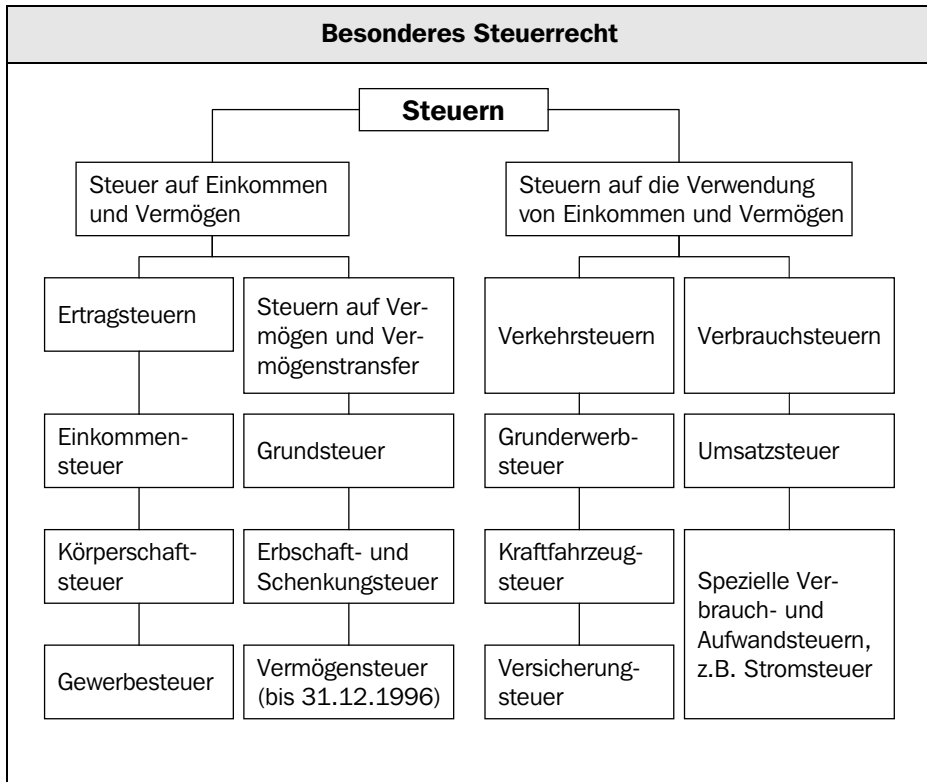 Besonderes Steuerrecht
Steuern
Steuer auf Einkommen
und Vermögen
Steuern auf die Verwendung
von Einkommen und Vermögen
Ertragsteuern
Steuern auf Ver-
mögen und Ver-
mögenstransfer
Verkehrsteuern
Verbrauchsteuern
Einkommen-
steuer
Grundsteuer
Grunderwerb-
steuer
Umsatzsteuer
Körperschaft-
steuer
Erbschaft- und
Schenkungsteuer
Kraftfahrzeug-
steuer
Spezielle Ver-
brauch- und
Aufwandsteuern,
z.B. Stromsteuer
Gewerbesteuer
Vermögensteuer
(bis 31.12.1996)
Versicherung-
steuer